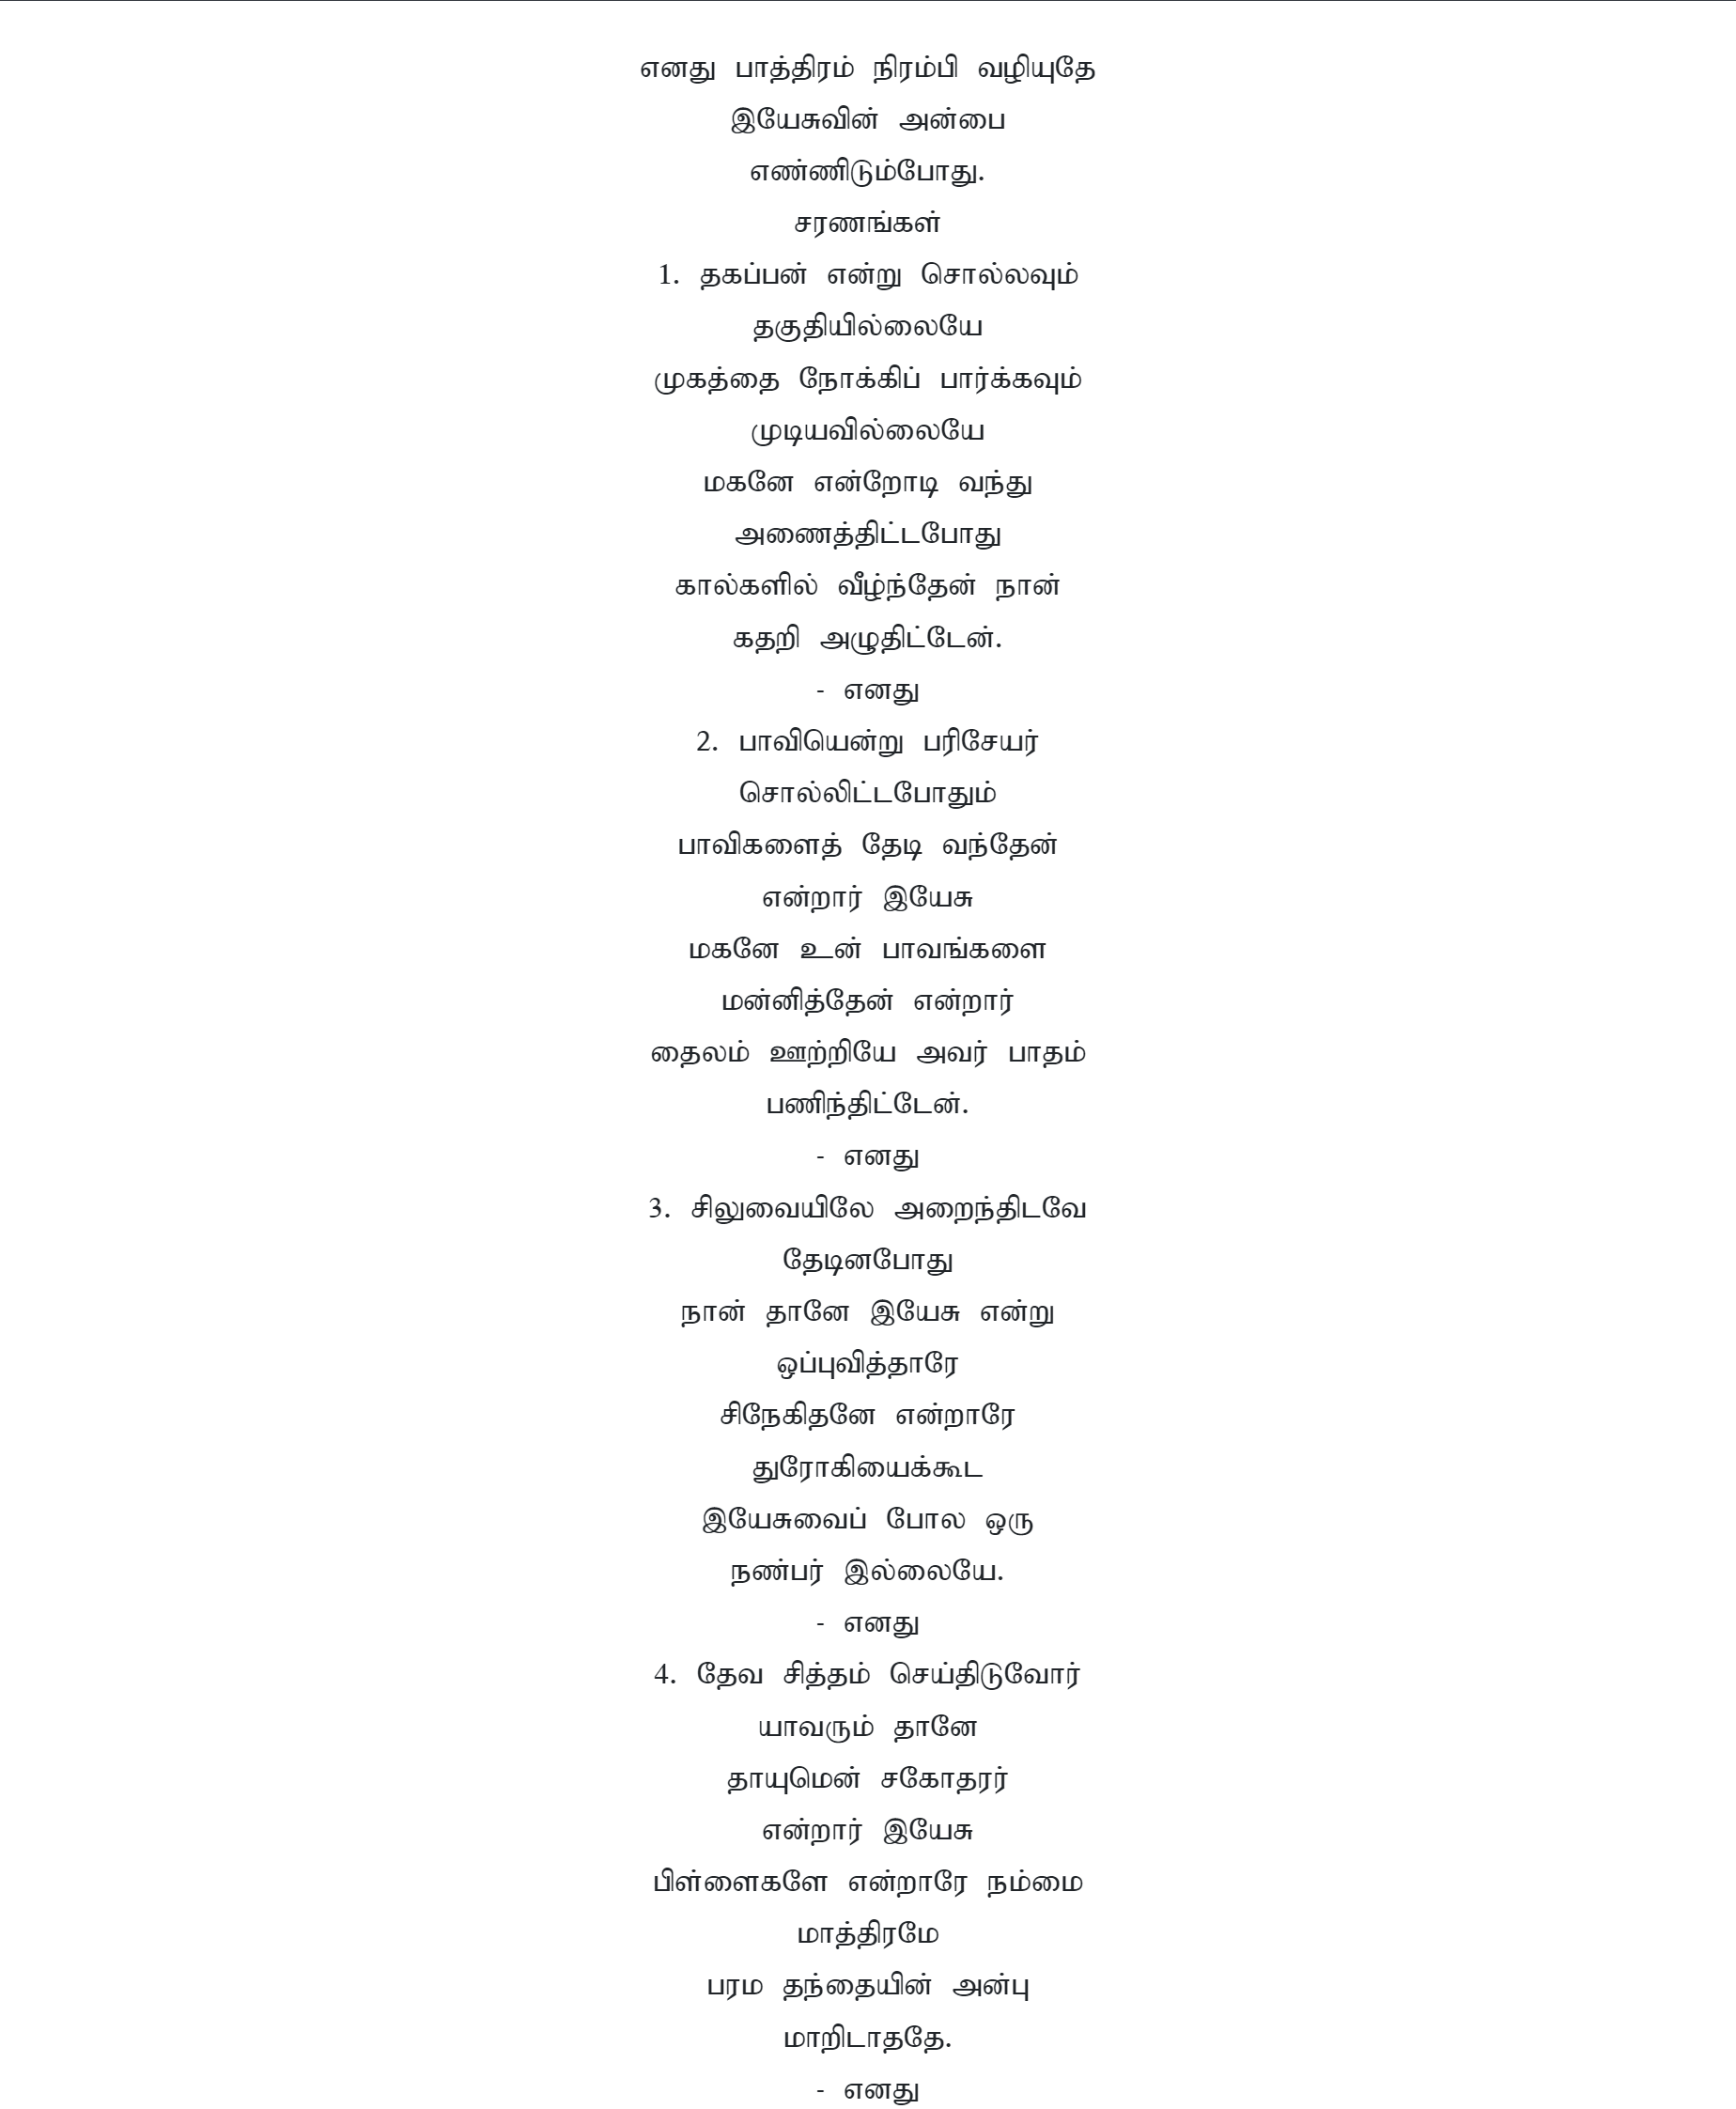 எனது பாத்திரம் நிரம்பி வழியுதே
இயேசுவின் அன்பை
எண்ணிடும்போது.
சரணங்கள்
1. தகப்பன் என்று சொல்லவும்
தகுதியில்லையே
முகத்தை நோக்கிப் பார்க்கவும்
முடியவில்லையே
மகனே என்றோடி வந்து
அணைத்திட்டபோது
கால்களில் வீழ்ந்தேன் நான்
கதறி அழுதிட்டேன்.
- எனது
2. பாவியென்று பரிசேயர்
சொல்லிட்டபோதும்
பாவிகளைத் தேடி வந்தேன்
என்றார் இயேசு
மகனே உன் பாவங்களை
மன்னித்தேன் என்றார்
தைலம் ஊற்றியே அவர் பாதம்
பணிந்திட்டேன்.
- எனது
3. சிலுவையிலே அறைந்திடவே
தேடினபோது
நான் தானே இயேசு என்று
ஒப்புவித்தாரே
சிநேகிதனே என்றாரே
துரோகியைக்கூட
இயேசுவைப் போல ஒரு
நண்பர் இல்லையே.
- எனது
4. தேவ சித்தம் செய்திடுவோர்
யாவரும் தானே
தாயுமென் சகோதரர்
என்றார் இயேசு
பிள்ளைகளே என்றாரே நம்மை
மாத்திரமே
பரம தந்தையின் அன்பு
மாறிடாததே.
- எனது